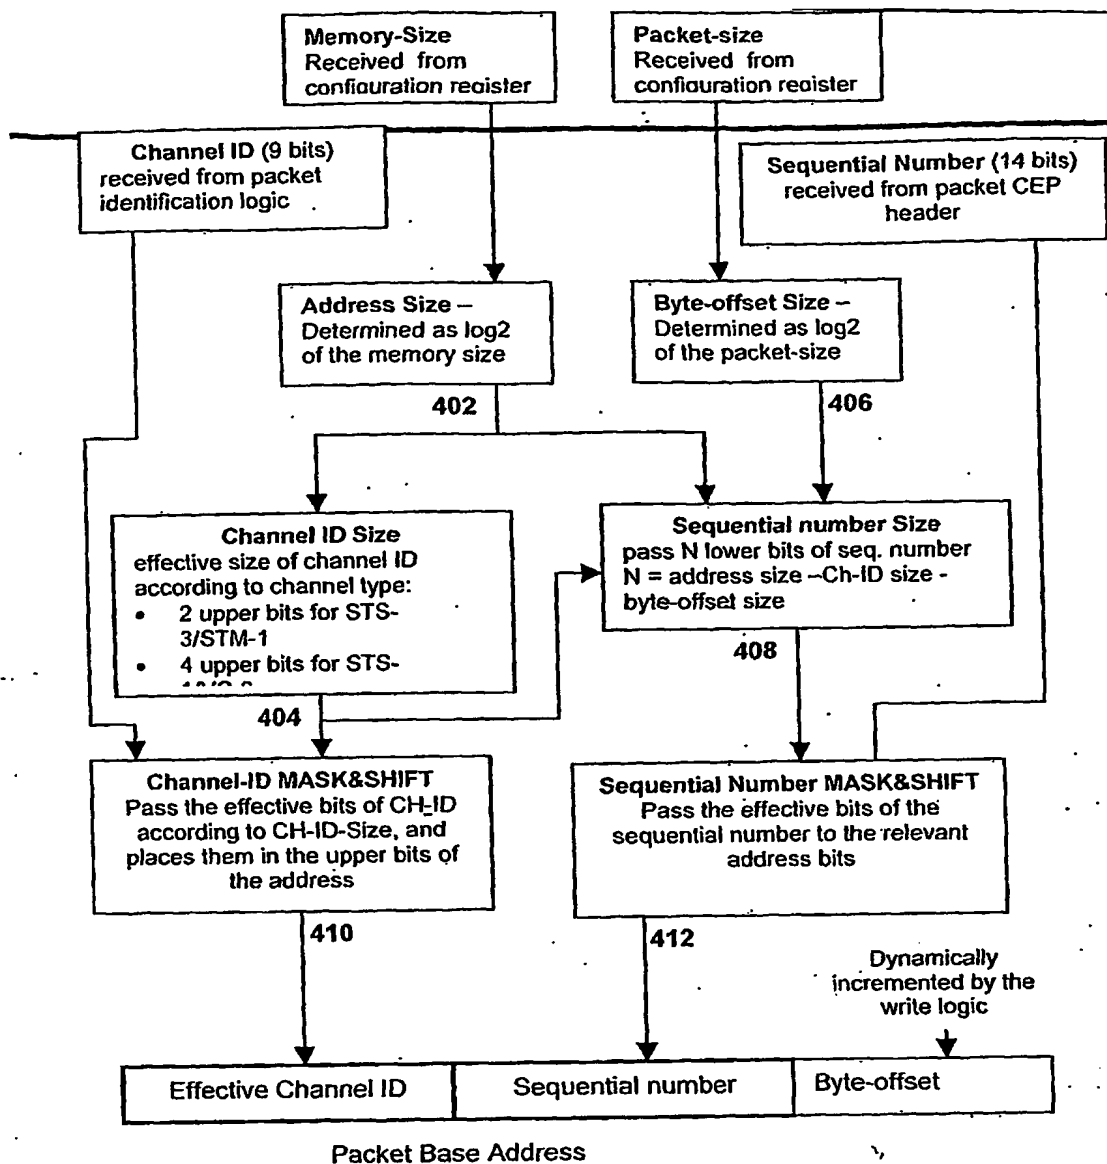 Memory-Size
Received from
configuration register
Packet-size
Received from
configuration register
Channel ID (9 bits)
received from packet
identification logic
Sequential Number (14 bits)
received from packet CEP
header
Address Size –
Determined as log2
of the memory size
Byte-offset Size –
Determined as log2
of the packet-size
402
406
Channel ID Size
effective size of channel ID
according to channel type:
• 2 upper bits for STS-
3/STM-1
• 4 upper bits for STS-
Sequential number Size
pass N lower bits of seq. number
N = address size –Ch-ID size -
byte-offset size
404
408
Channel-ID MASK&SHIFT
Pass the effective bits of CH-ID
according to CH-ID-Size, and
places them in the upper bits of
the address
Sequential Number MASK&SHIFT
Pass the effective bits of the
sequential number to the relevant
address bits
410
412
Dynamically
incremented by the
write logic
Effective Channel ID
Sequential number
Byte-offset
Packet Base Address